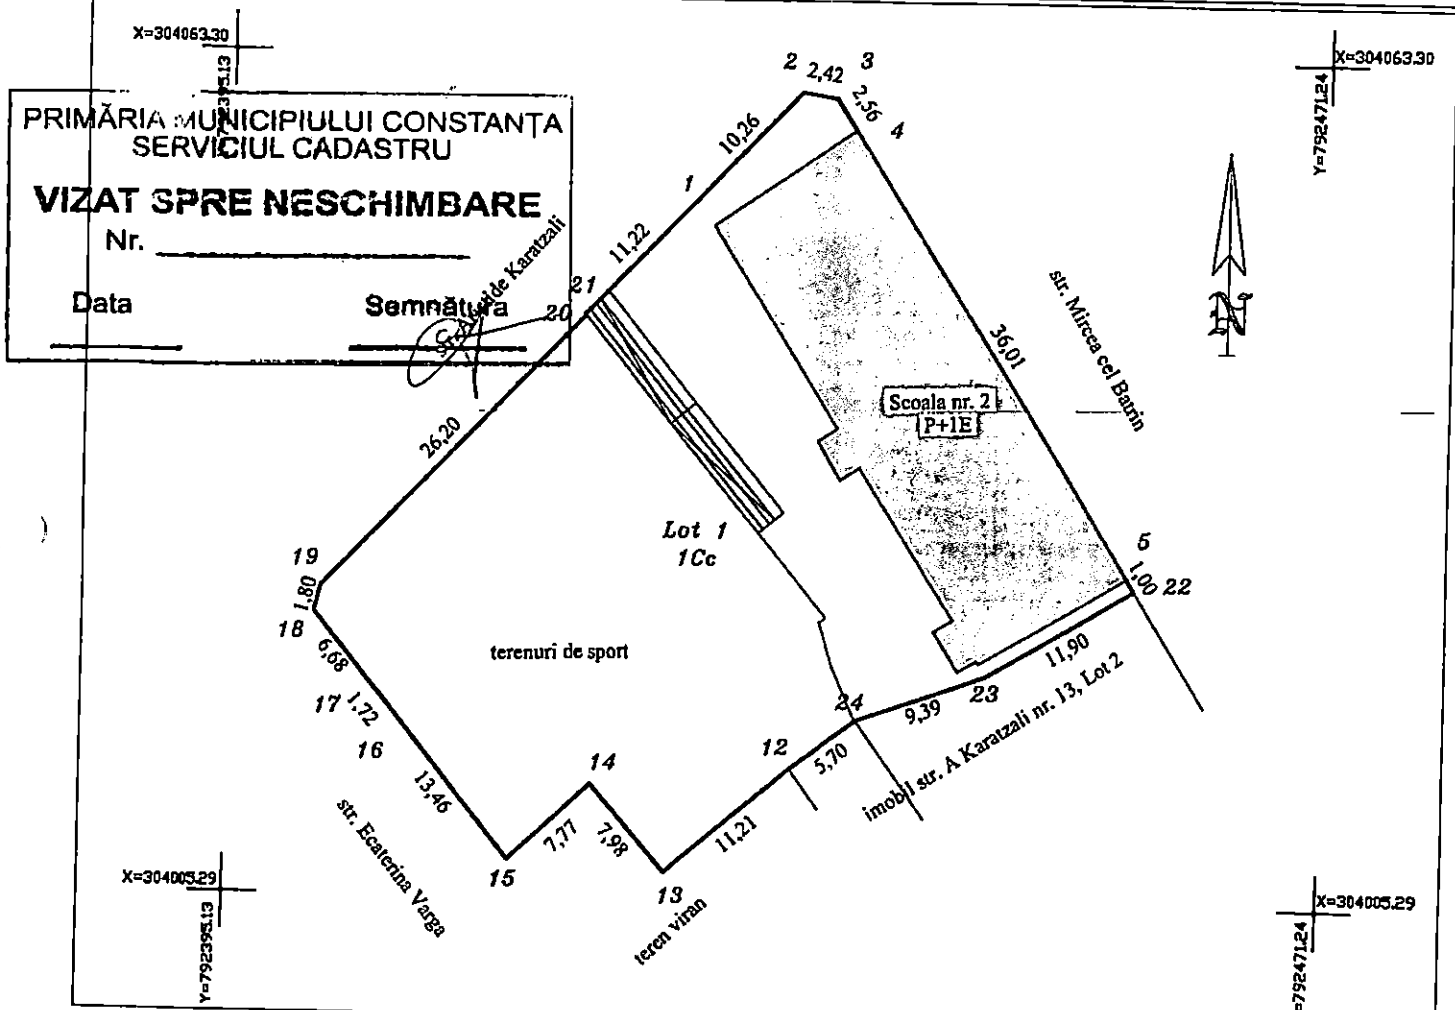 X=304063.30
Y=792395.13
X=304063.30
Y=792471.24
PRIMĂRIA MUNICIPIULUI CONSTANȚA
SERVICIUL CADASTRU
VIZAT SPRE NESCHIMBARE
Nr.
Data
Semnătura
2
2,42
3
2,56
4
10,26
1
11,22
21
20
26,20
36,01
str. Mircea cel Batrin
Scoala nr. 2
P+1E
N
Lot 1
1Cc
19
1,80
18
6,68
17
1,72
16
13,46
terenuri de sport
5
1,00
22
11,90
23
9,39
24
5,70
12
imobil str. A Karatzali nr. 13, Lot 2
14
7,77
7,98
11,21
15
13
str. Ecaterina Varga
teren viran
X=304005.29
Y=792395.13
X=304005.29
=792471.24
Karatzali